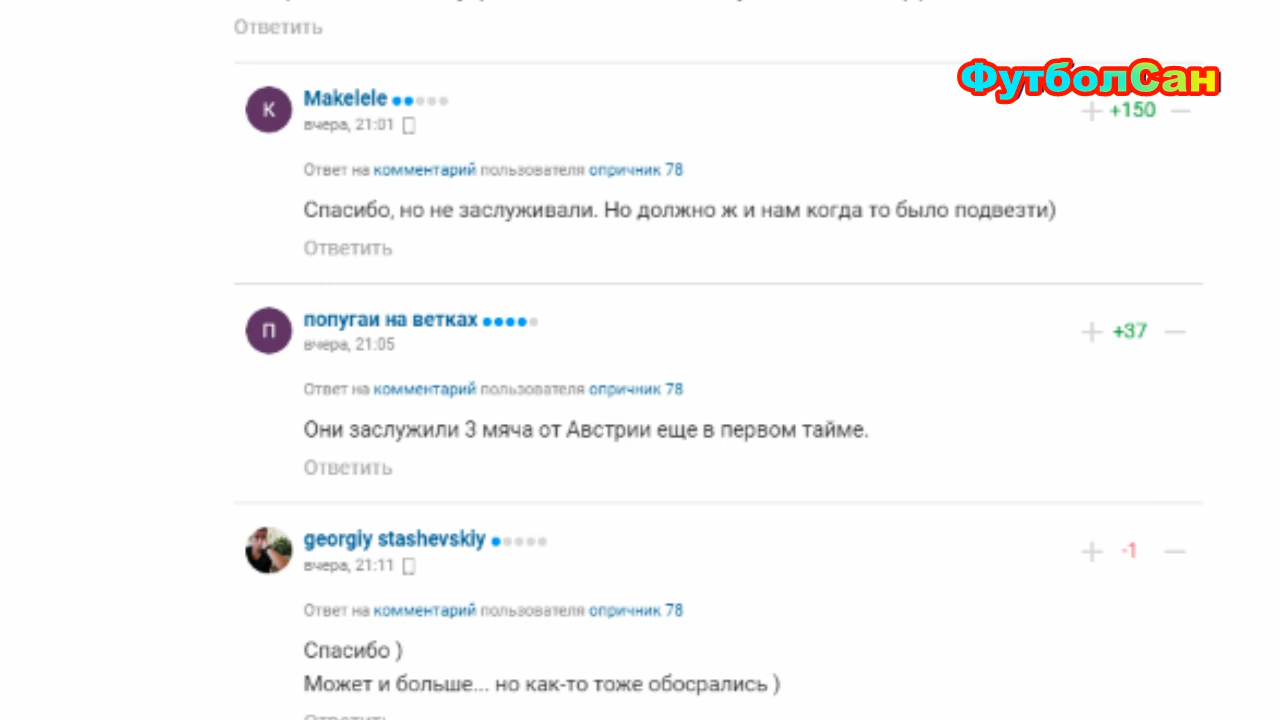 Ответить
ФутболСан
К
Makelele
+150
вчера, 21:01
Ответ на комментарий пользователя опричник 78
Спасибо, но не заслуживали. Но должно ж и нам когда то было подвезти)
Ответить
П
попугаи на ветках
+37
вчера, 21:05
Ответ на комментарий пользователя опричник 78
Они заслужили 3 мяча от Австрии еще в первом тайме.
Ответить
georgiy stashevskiy
-1
вчера, 21:11
Ответ на комментарий пользователя опричник 78
Спасибо )
Может и больше... но как-то тоже обосрались )
Ответить